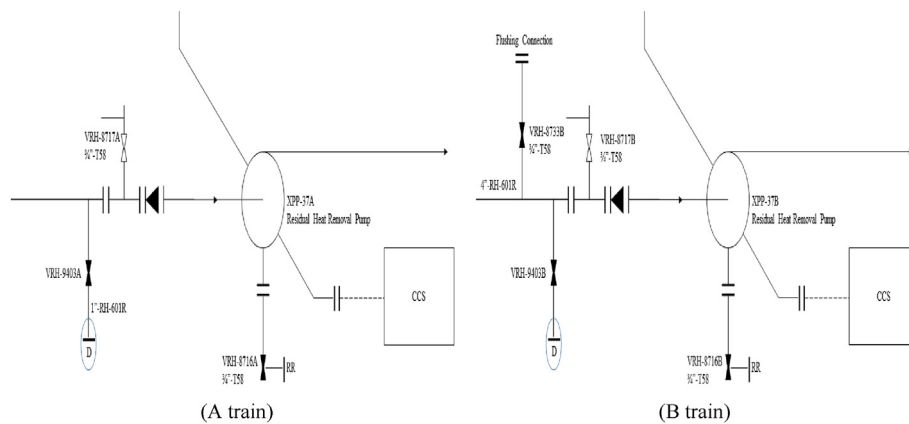 VRH-8717A
¾"-T58
XPP-37A
Residual Heat Removal Pump
VRH-9403A
1"-RH-601R
D
CCS
VRH-8716A
¾"-T58
RR
(A train)
Flushing Connection
VRH-8733B
¾"-T58
VRH-8717B
¾"-T58
4"-RH-601R
XPP-37B
Residual Heat Removal Pump
VRH-9403B
D
CCS
VRH-8716B
¾"-T58
RR
(B train)